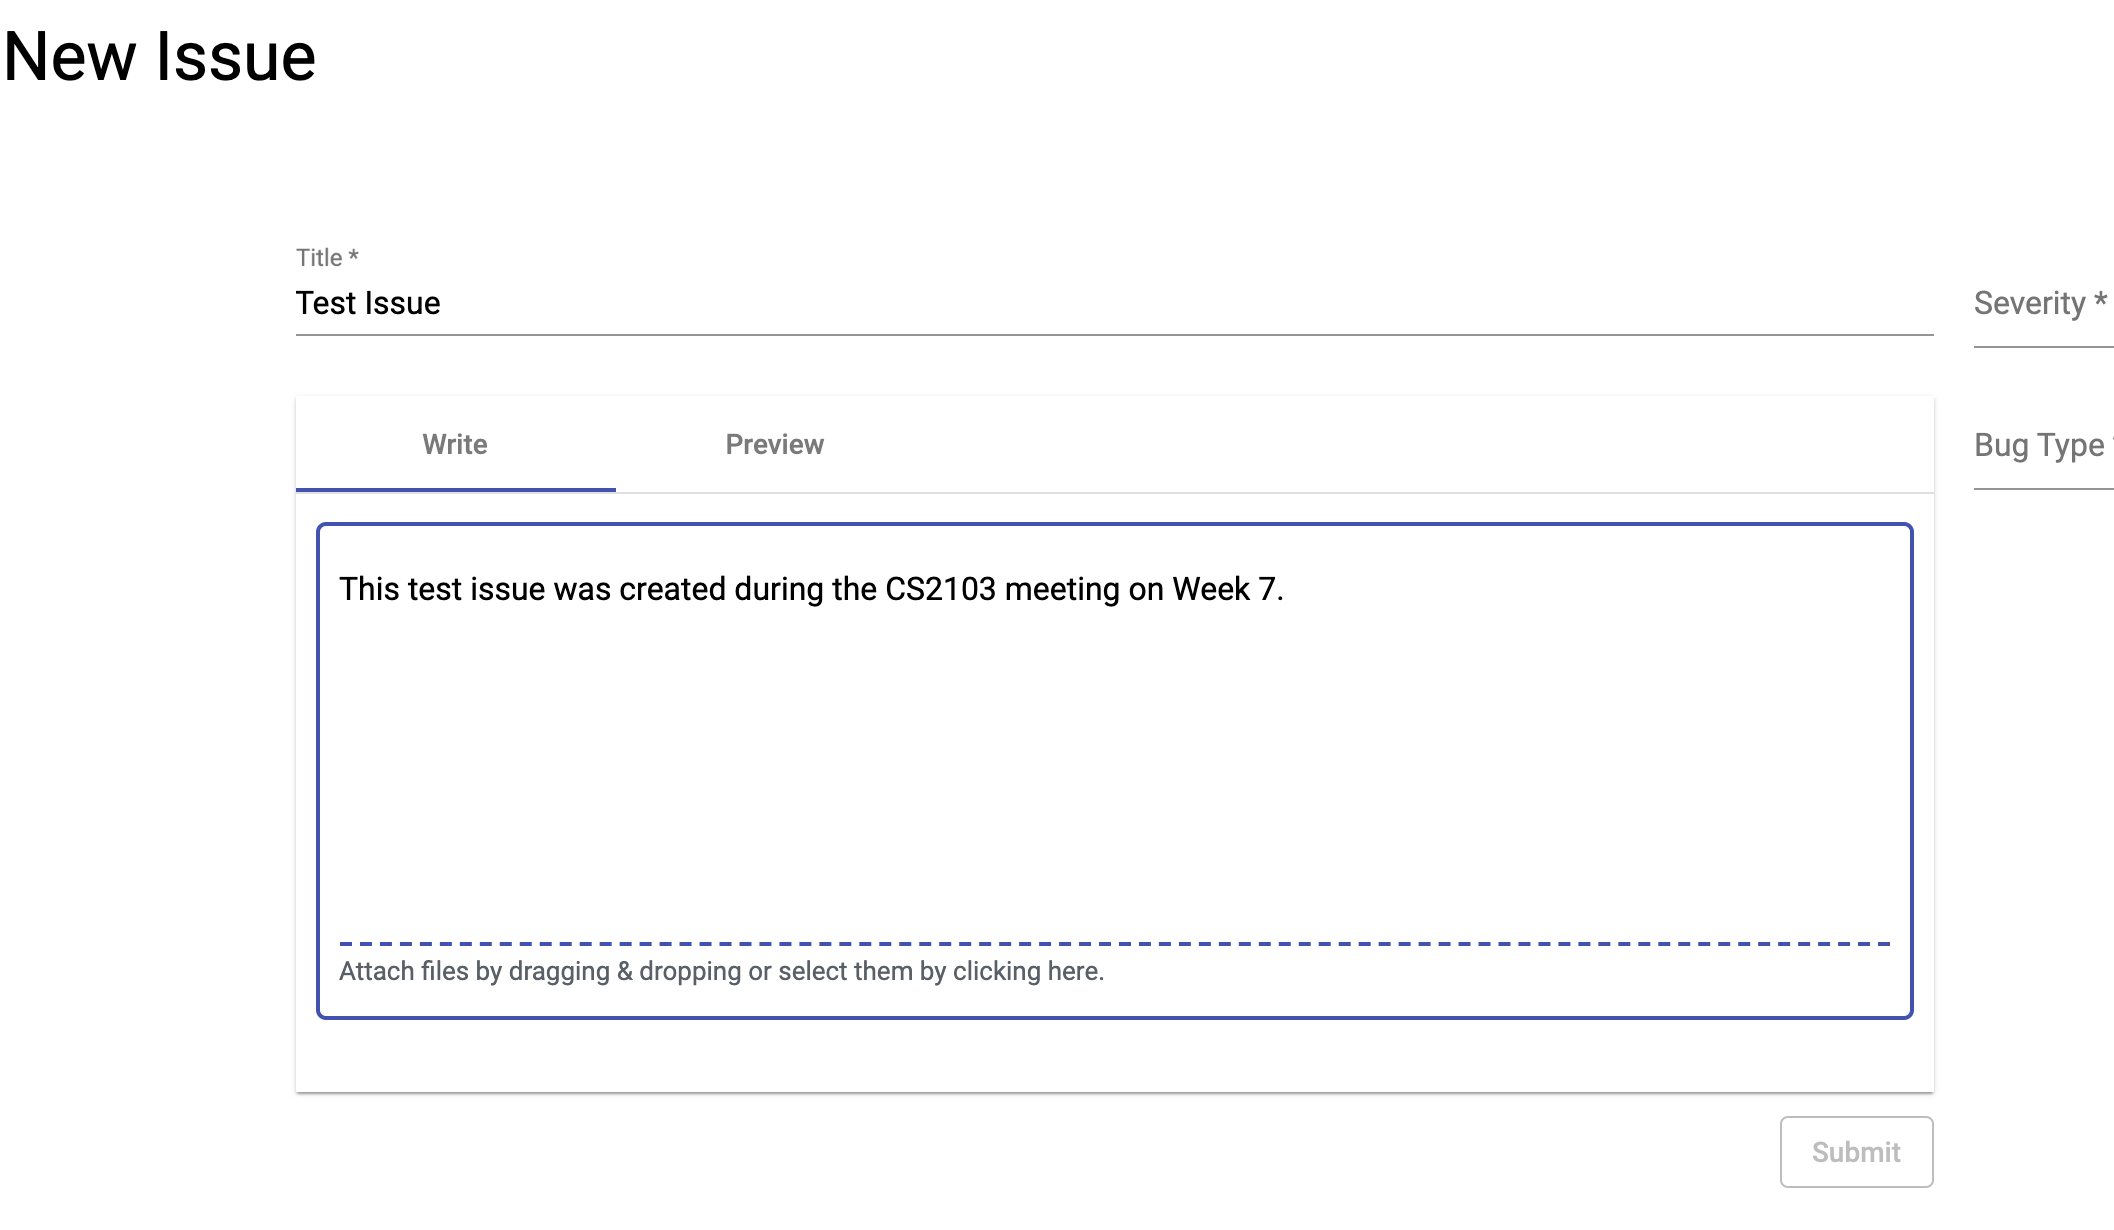 New Issue
Title *
Test Issue
Severity *
Write
Preview
Bug Type
This test issue was created during the CS2103 meeting on Week 7.
Attach files by dragging & dropping or select them by clicking here.
Submit